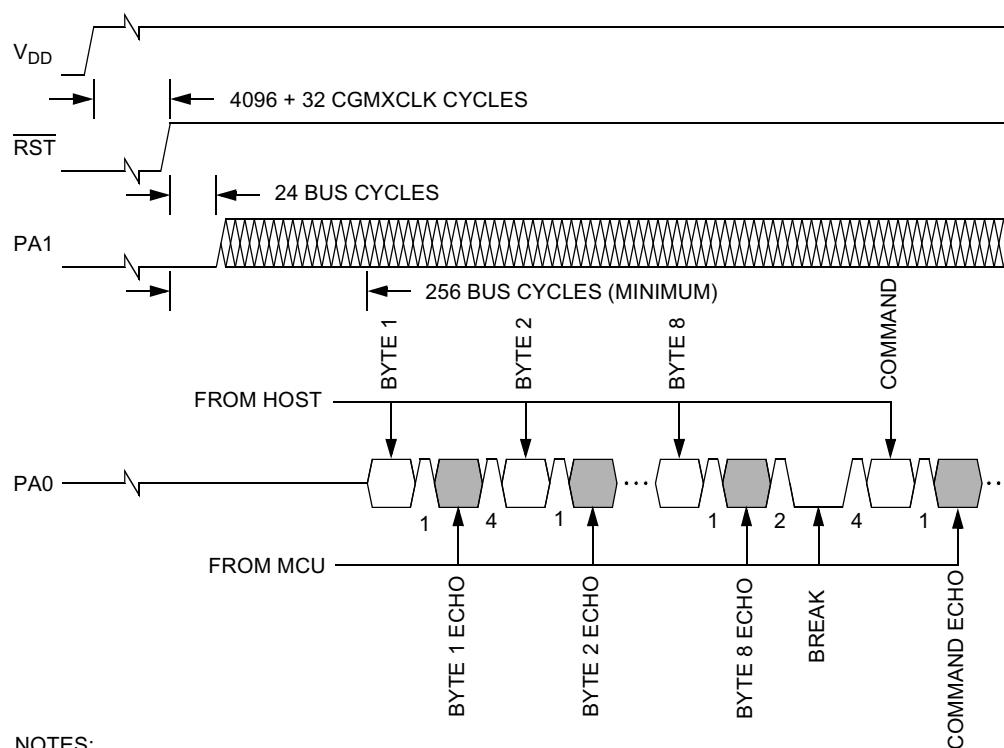 VDD
4096 + 32 CGMXCLK CYCLES
RST
24 BUS CYCLES
PA1
256 BUS CYCLES (MINIMUM)
BYTE 1
BYTE 2
BYTE 8
COMMAND
FROM HOST
PA0
1
4
1
...
1
2
4
1
...
FROM MCU
BYTE 1 ECHO
BYTE 2 ECHO
BYTE 8 ECHO
BREAK
COMMAND ECHO
NOTES: